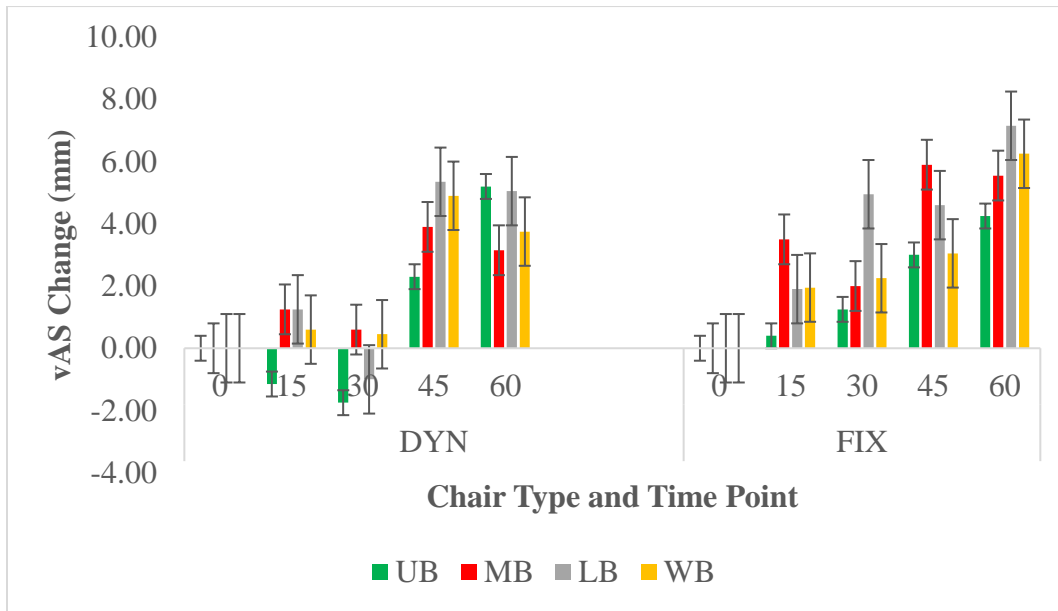 10.00
8.00
6.00
4.00
2.00
0.00
-2.00
-4.00
vAS Change (mm)
0 15 30 45 60 0 15 30 45 60
DYN FIX
Chair Type and Time Point
UB MB LB WB